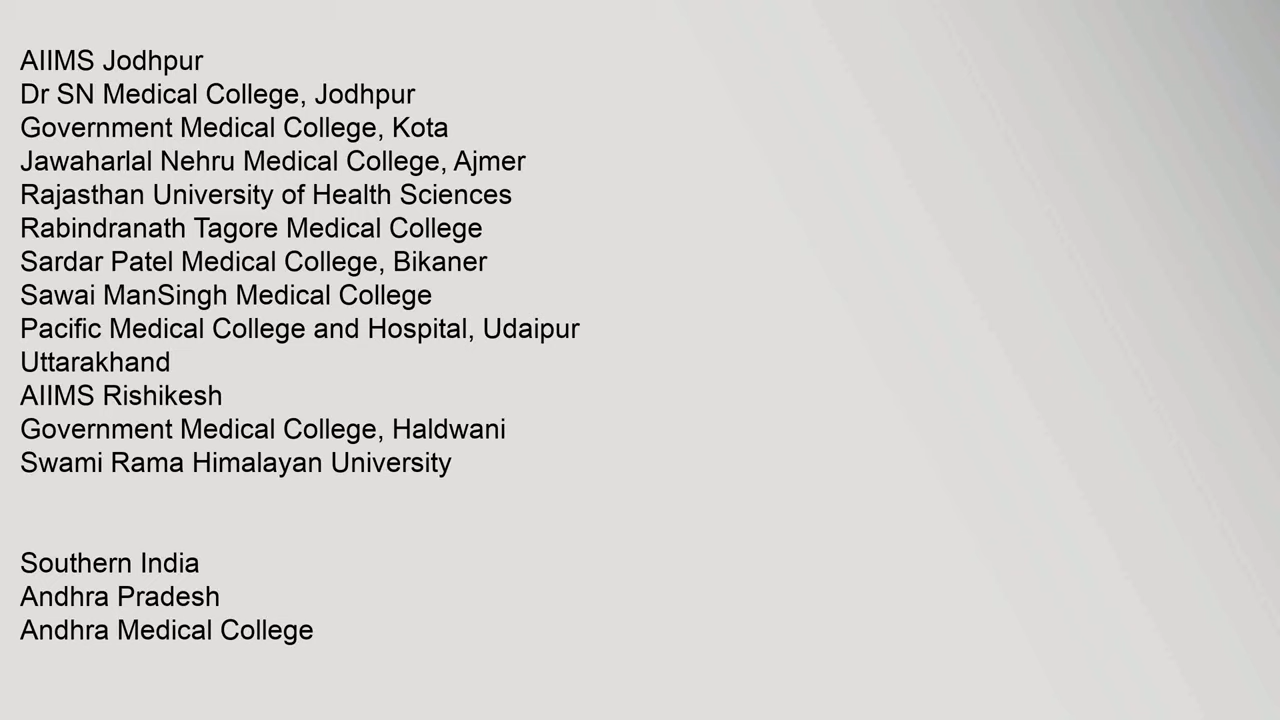 AIIMS Jodhpur
Dr SN Medical College, Jodhpur
Government Medical College, Kota
Jawaharlal Nehru Medical College, Ajmer
Rajasthan University of Health Sciences
Rabindranath Tagore Medical College
Sardar Patel Medical College, Bikaner
Sawai ManSingh Medical College
Pacific Medical College and Hospital, Udaipur
Uttarakhand
AIIMS Rishikesh
Government Medical College, Haldwani
Swami Rama Himalayan University
Southern India
Andhra Pradesh
Andhra Medical College